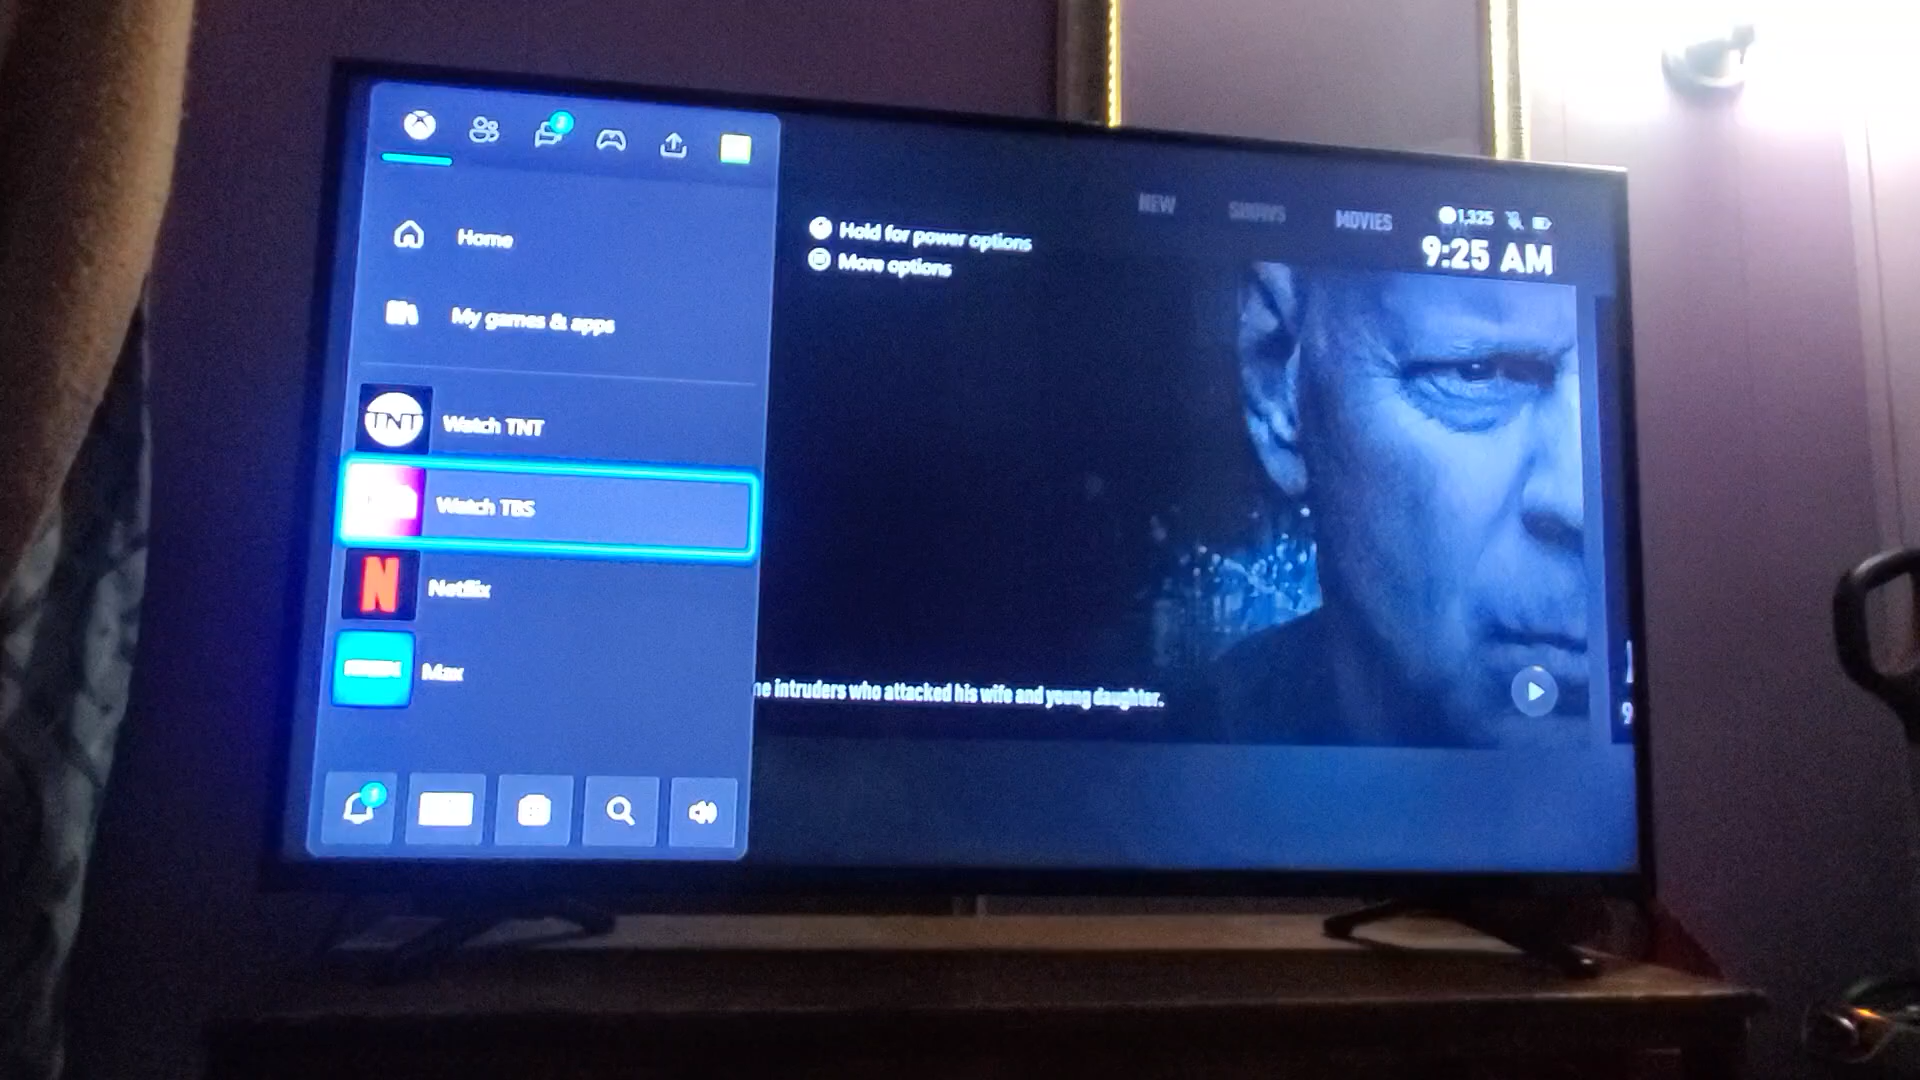 Home
My games & apps
TNT
Watch TNT
Watch TBS
N
Netflix
Max
Hold for power options
More options
NEW
SHOWS
MOVIES
1,325
9:25 AM
intruders who attacked his wife and young daughter.